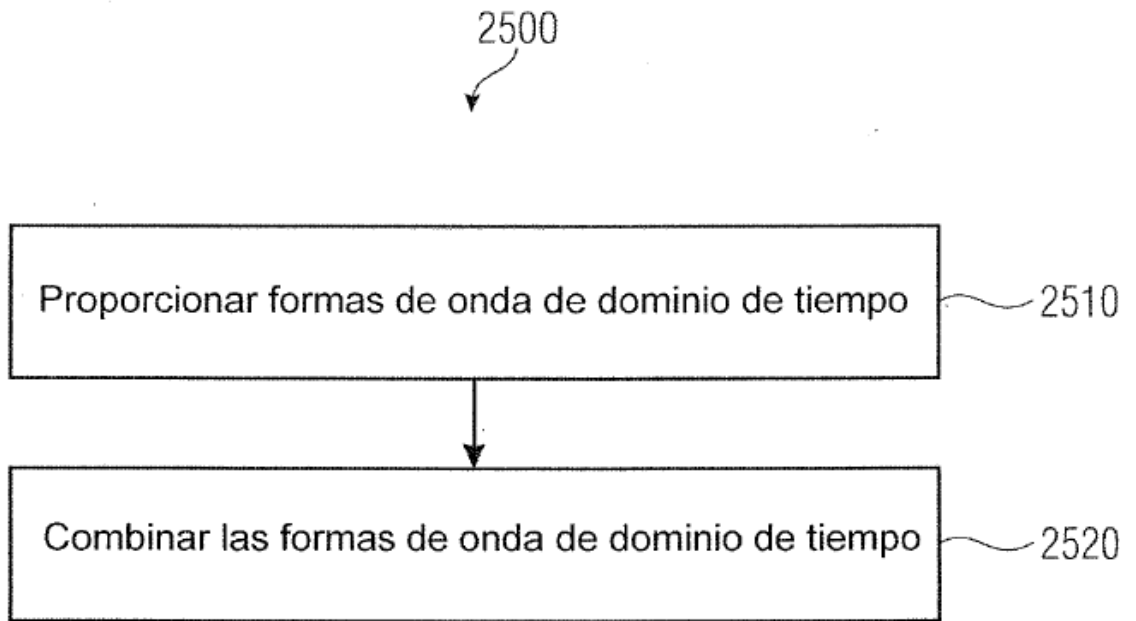 2500
Proporcionar formas de onda de dominio de tiempo
2510
Combinar las formas de onda de dominio de tiempo
2520